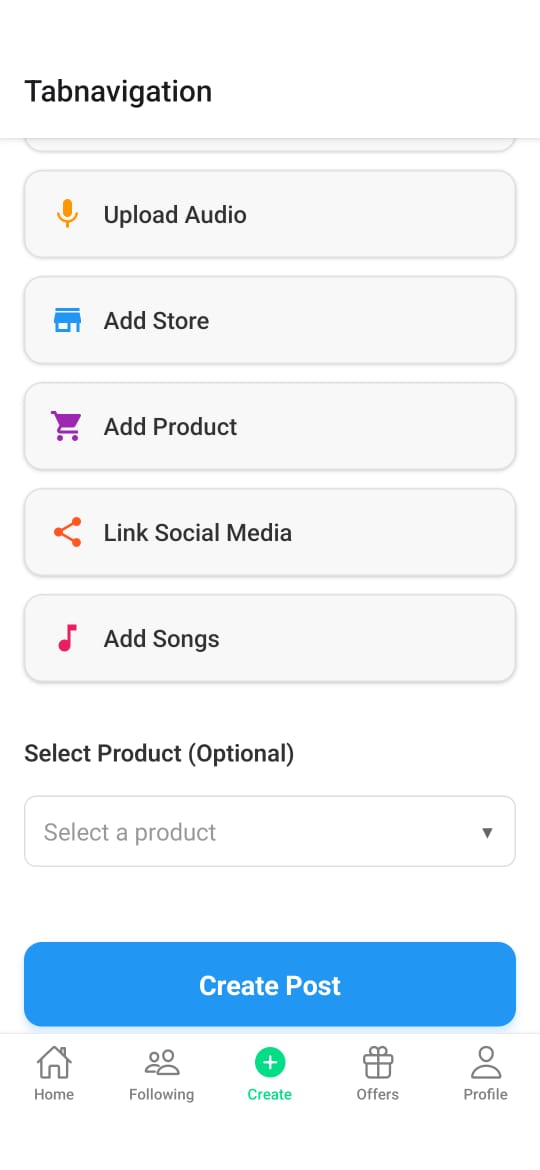 Tabnavigation
Upload Audio
Add Store
Add Product
Link Social Media
Add Songs
Select Product (Optional)
Select a product
Create Post
Home Following Create Offers Profile